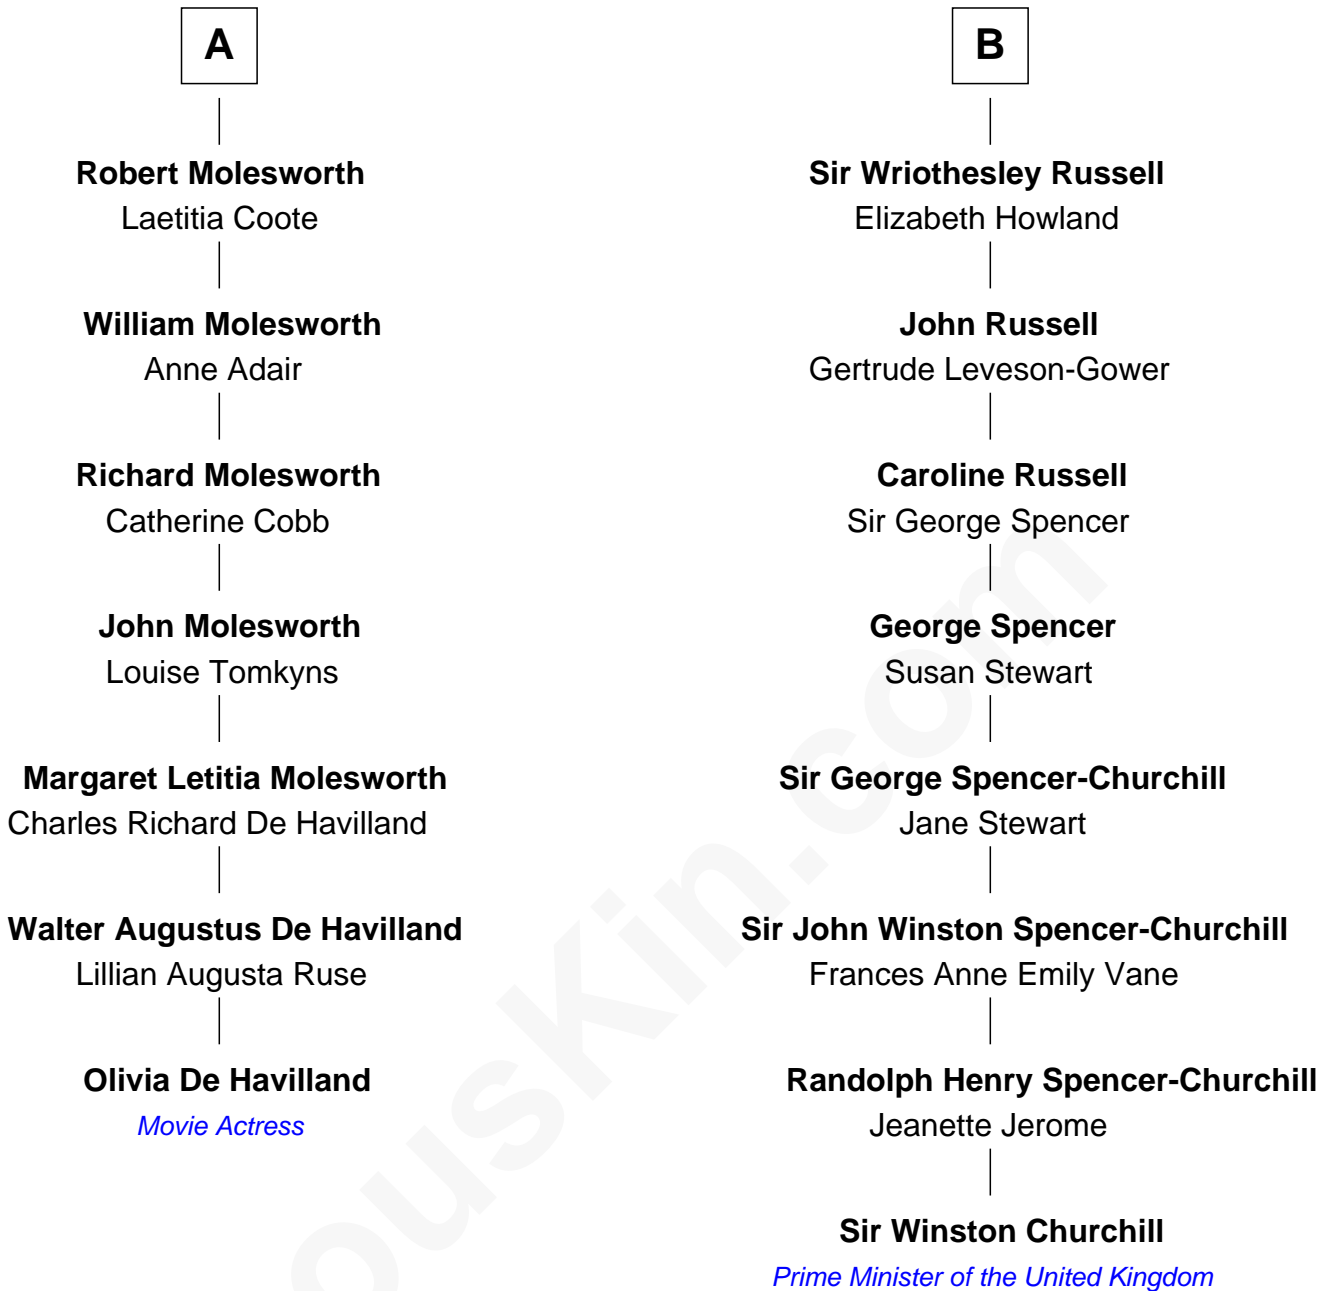 A
Robert Molesworth
Laetitia Coote
William Molesworth
Anne Adair
Richard Molesworth
Catherine Cobb
John Molesworth
Louise Tomkyns
Margaret Letitia Molesworth
Charles Richard De Havilland
Walter Augustus De Havilland
Lillian Augusta Ruse
Olivia De Havilland
Movie Actress
B
Sir Wriothesley Russell
Elizabeth Howland
John Russell
Gertrude Leveson-Gower
Caroline Russell
Sir George Spencer
George Spencer
Susan Stewart
Sir George Spencer-Churchill
Jane Stewart
Sir John Winston Spencer-Churchill
Frances Anne Emily Vane
Randolph Henry Spencer-Churchill
Jeanette Jerome
Sir Winston Churchill
Prime Minister of the United Kingdom
ousKin.com